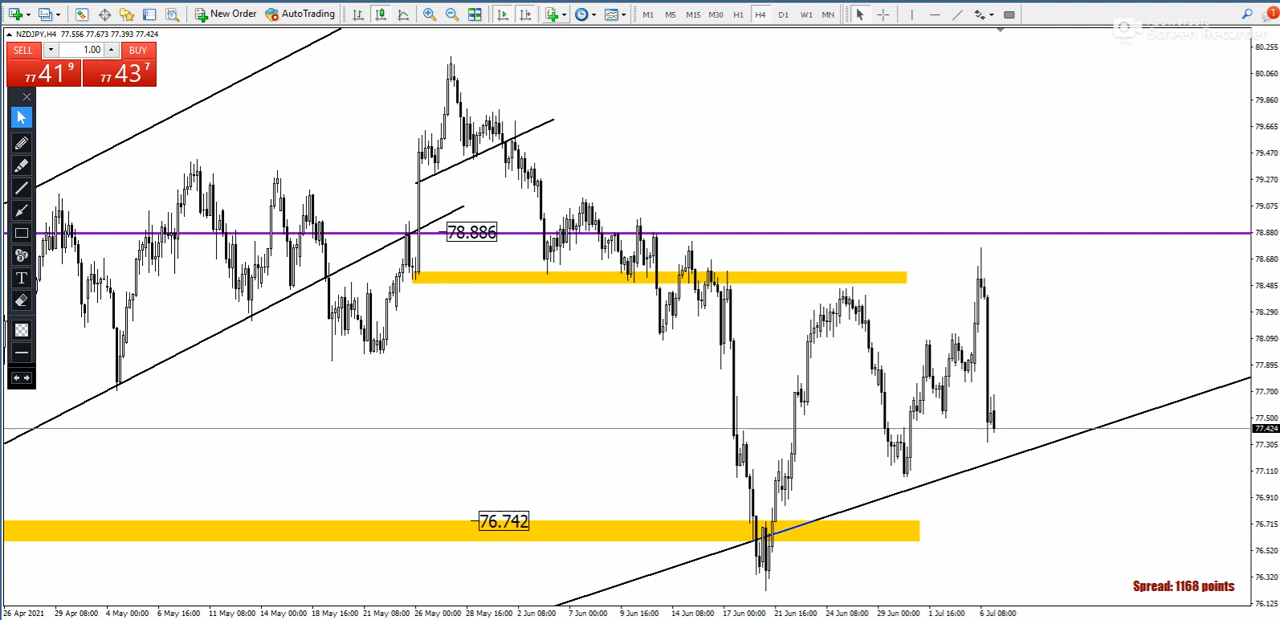 New Order
AutoTrading
M1 M5 M15 M30 H1 H4 D1 W1 MN
1
NZDJPY,H4 77.556 77.673 77.393 77.424
SELL 1.00 BUY
77 41 9
77 43 7
Apowersoft
Screen Recorder
T
80.255
80.060
79.860
79.665
79.470
79.270
79.075
78.880
78.680
78.485
78.290
78.090
77.895
77.700
77.500
77.424
77.305
77.110
76.910
76.715
76.520
76.320
76.125
78.886
76.742
Spread: 1168 points
26 Apr 2021 29 Apr 08:00 4 May 00:00 6 May 16:00 11 May 08:00 14 May 00:00 18 May 16:00 21 May 08:00 26 May 00:00 28 May 16:00 2 Jun 08:00 7 Jun 00:00 9 Jun 16:00 14 Jun 08:00 17 Jun 00:00 21 Jun 16:00 24 Jun 08:00 29 Jun 00:00 1 Jul 16:00 6 Jul 08:00